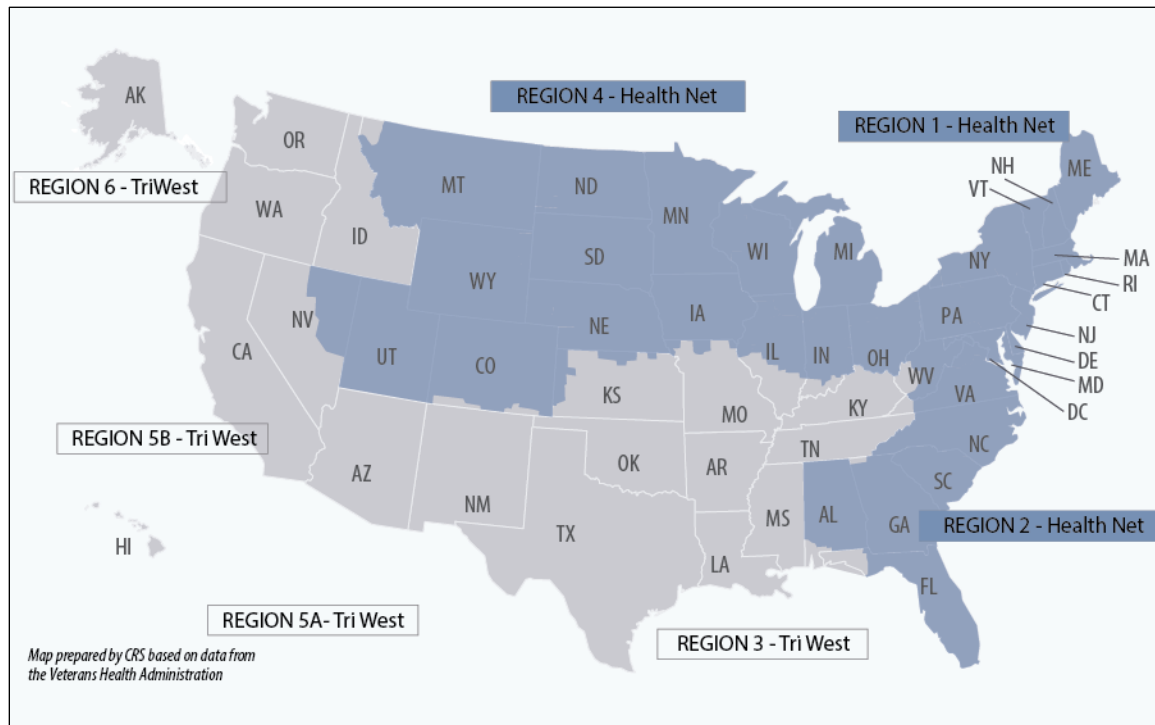 AK
REGION 4 - Health Net
REGION 1 - Health Net
OR
NH
ME
REGION 6 - TriWest
MT
ND
VT
WA
MN
ID
WI
MI
NY
MA
SD
RI
WY
CT
NV
NE
IA
PA
NJ
CA
UT
CO
IL
IN
OH
DE
WV
MD
KS
VA
MO
KY
DC
REGION 5B - Tri West
TN
NC
OK
AR
AZ
SC
NM
MS
AL
GA
REGION 2 - Health Net
TX
HI
LA
FL
REGION 5A- Tri West
REGION 3 - Tri West
Map prepared by CRS based on data from
the Veterans Health Administration